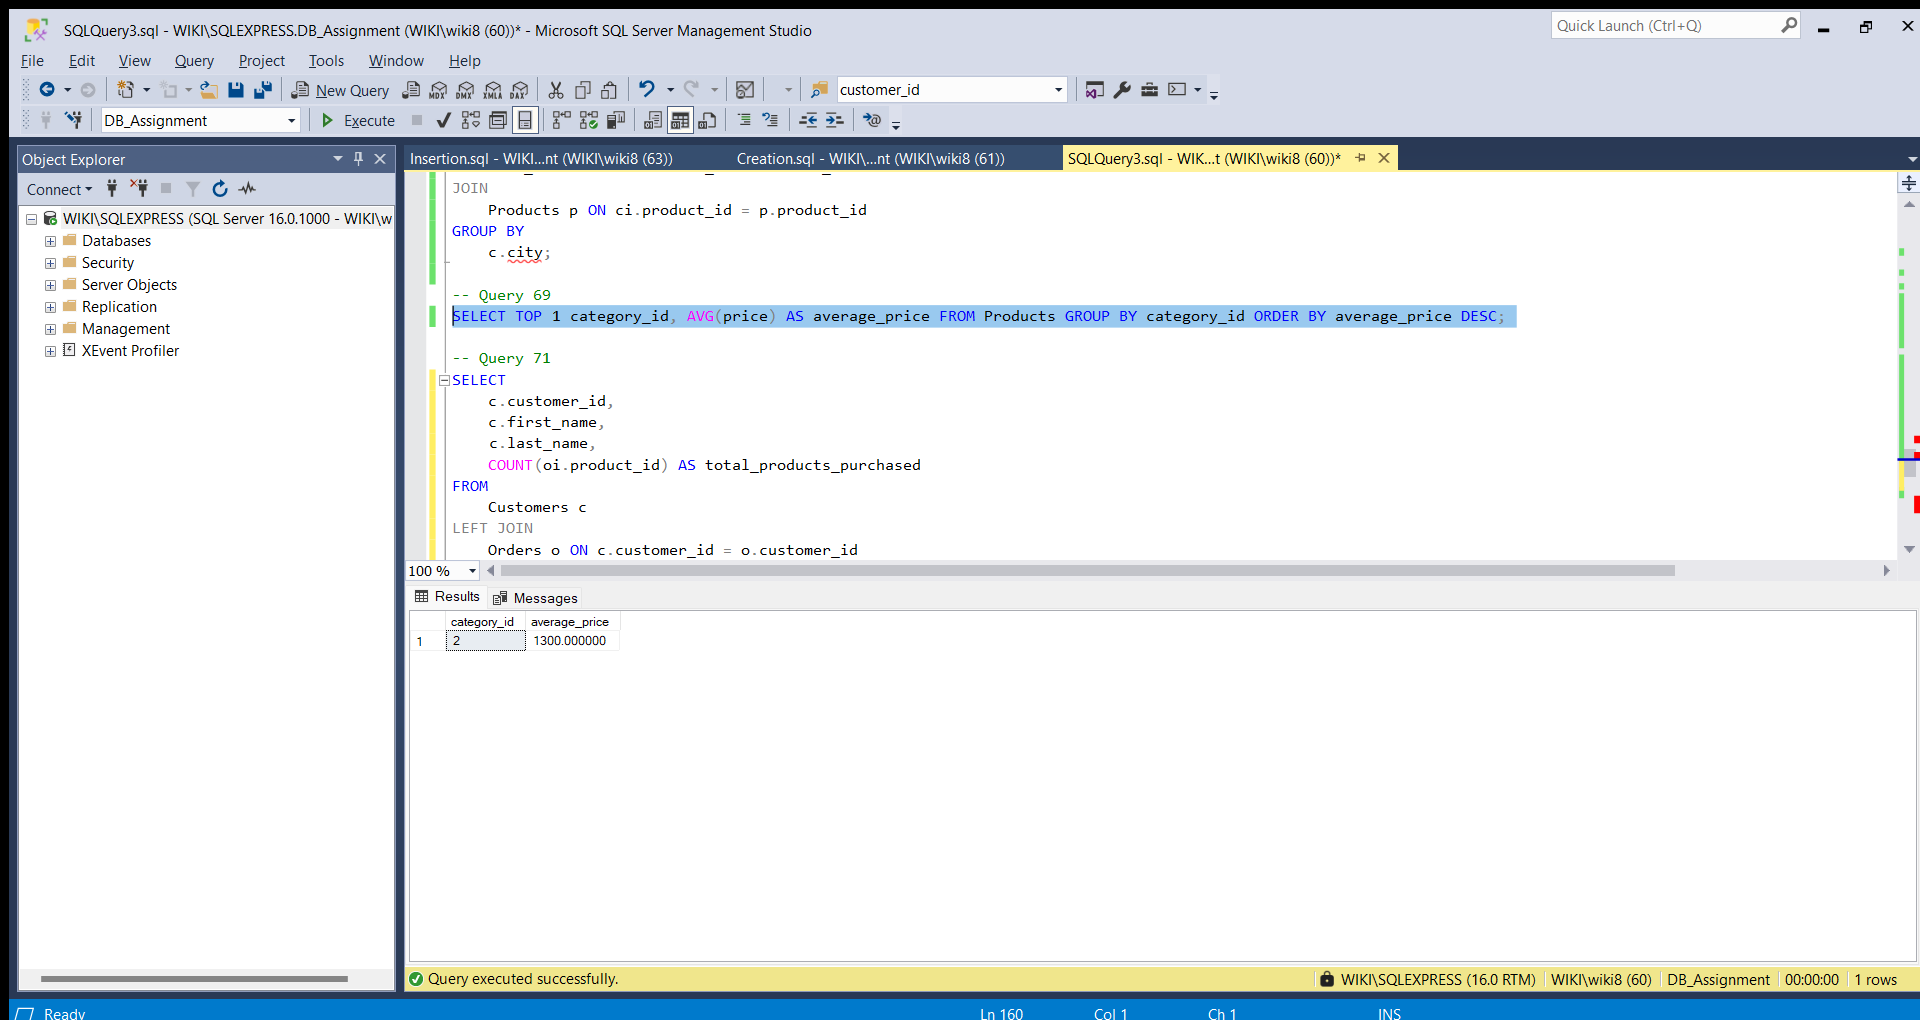 SQLQuery3.sql - WIKI\SQLEXPRESS.DB_Assignment (WIKI\wiki8 (60))* - Microsoft SQL Server Management Studio
Quick Launch (Ctrl+Q)
File Edit View Query Project Tools Window Help
New Query MDX DMX XMLA DAX customer_id
DB_Assignment Execute
Object Explorer
Connect
WIKI\SQLEXPRESS (SQL Server 16.0.1000 - WIKI\w
Databases
Security
Server Objects
Replication
Management
XEvent Profiler
Insertion.sql - WIKI...nt (WIKI\wiki8 (63)) Creation.sql - WIKI\...nt (WIKI\wiki8 (61)) SQLQuery3.sql - WIK...t (WIKI\wiki8 (60))*
JOIN
Products p ON ci.product_id = p.product_id
GROUP BY
c.city;
-- Query 69
SELECT TOP 1 category_id, AVG(price) AS average_price FROM Products GROUP BY category_id ORDER BY average_price DESC;
-- Query 71
SELECT
c.customer_id,
c.first_name,
c.last_name,
COUNT(oi.product_id) AS total_products_purchased
FROM
Customers c
LEFT JOIN
Orders o ON c.customer_id = o.customer_id
100 %
Results Messages
category_id average_price
1 2 1300.000000
Query executed successfully.
WIKI\SQLEXPRESS (16.0 RTM) WIKI\wiki8 (60) DB_Assignment 00:00:00 1 rows
Ready Ln 160 Col 1 Ch 1 INS